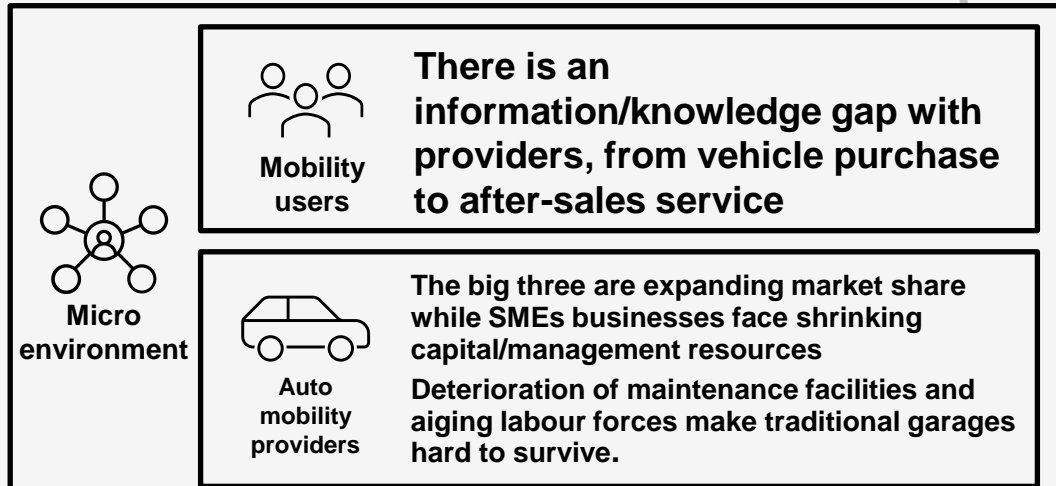 Micro
environment
Mobility
users
There is an
information/knowledge gap with
providers, from vehicle purchase
to after-sales service
Auto
mobility
providers
The big three are expanding market share
while SMEs businesses face shrinking
capital/management resources
Deterioration of maintenance facilities and
aiging labour forces make traditional garages
hard to survive.